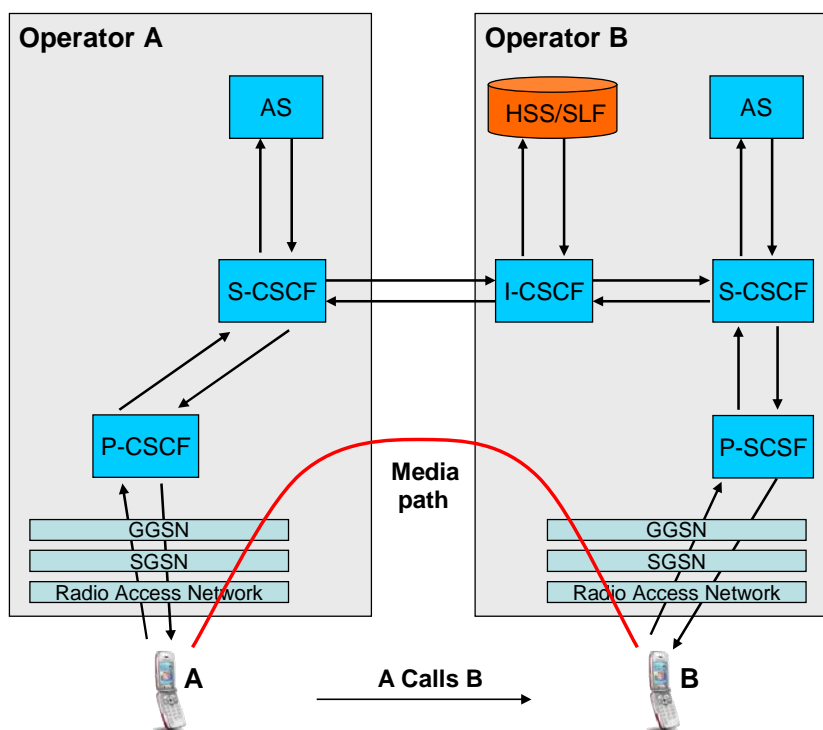 Operator A
Operator B
AS
HSS/SLF
AS
S-CSCF
I-CSCF
S-CSCF
P-CSCF
P-SCSF
Media
path
GGSN
GGSN
SGSN
SGSN
Radio Access Network
Radio Access Network
A
A Calls B
B